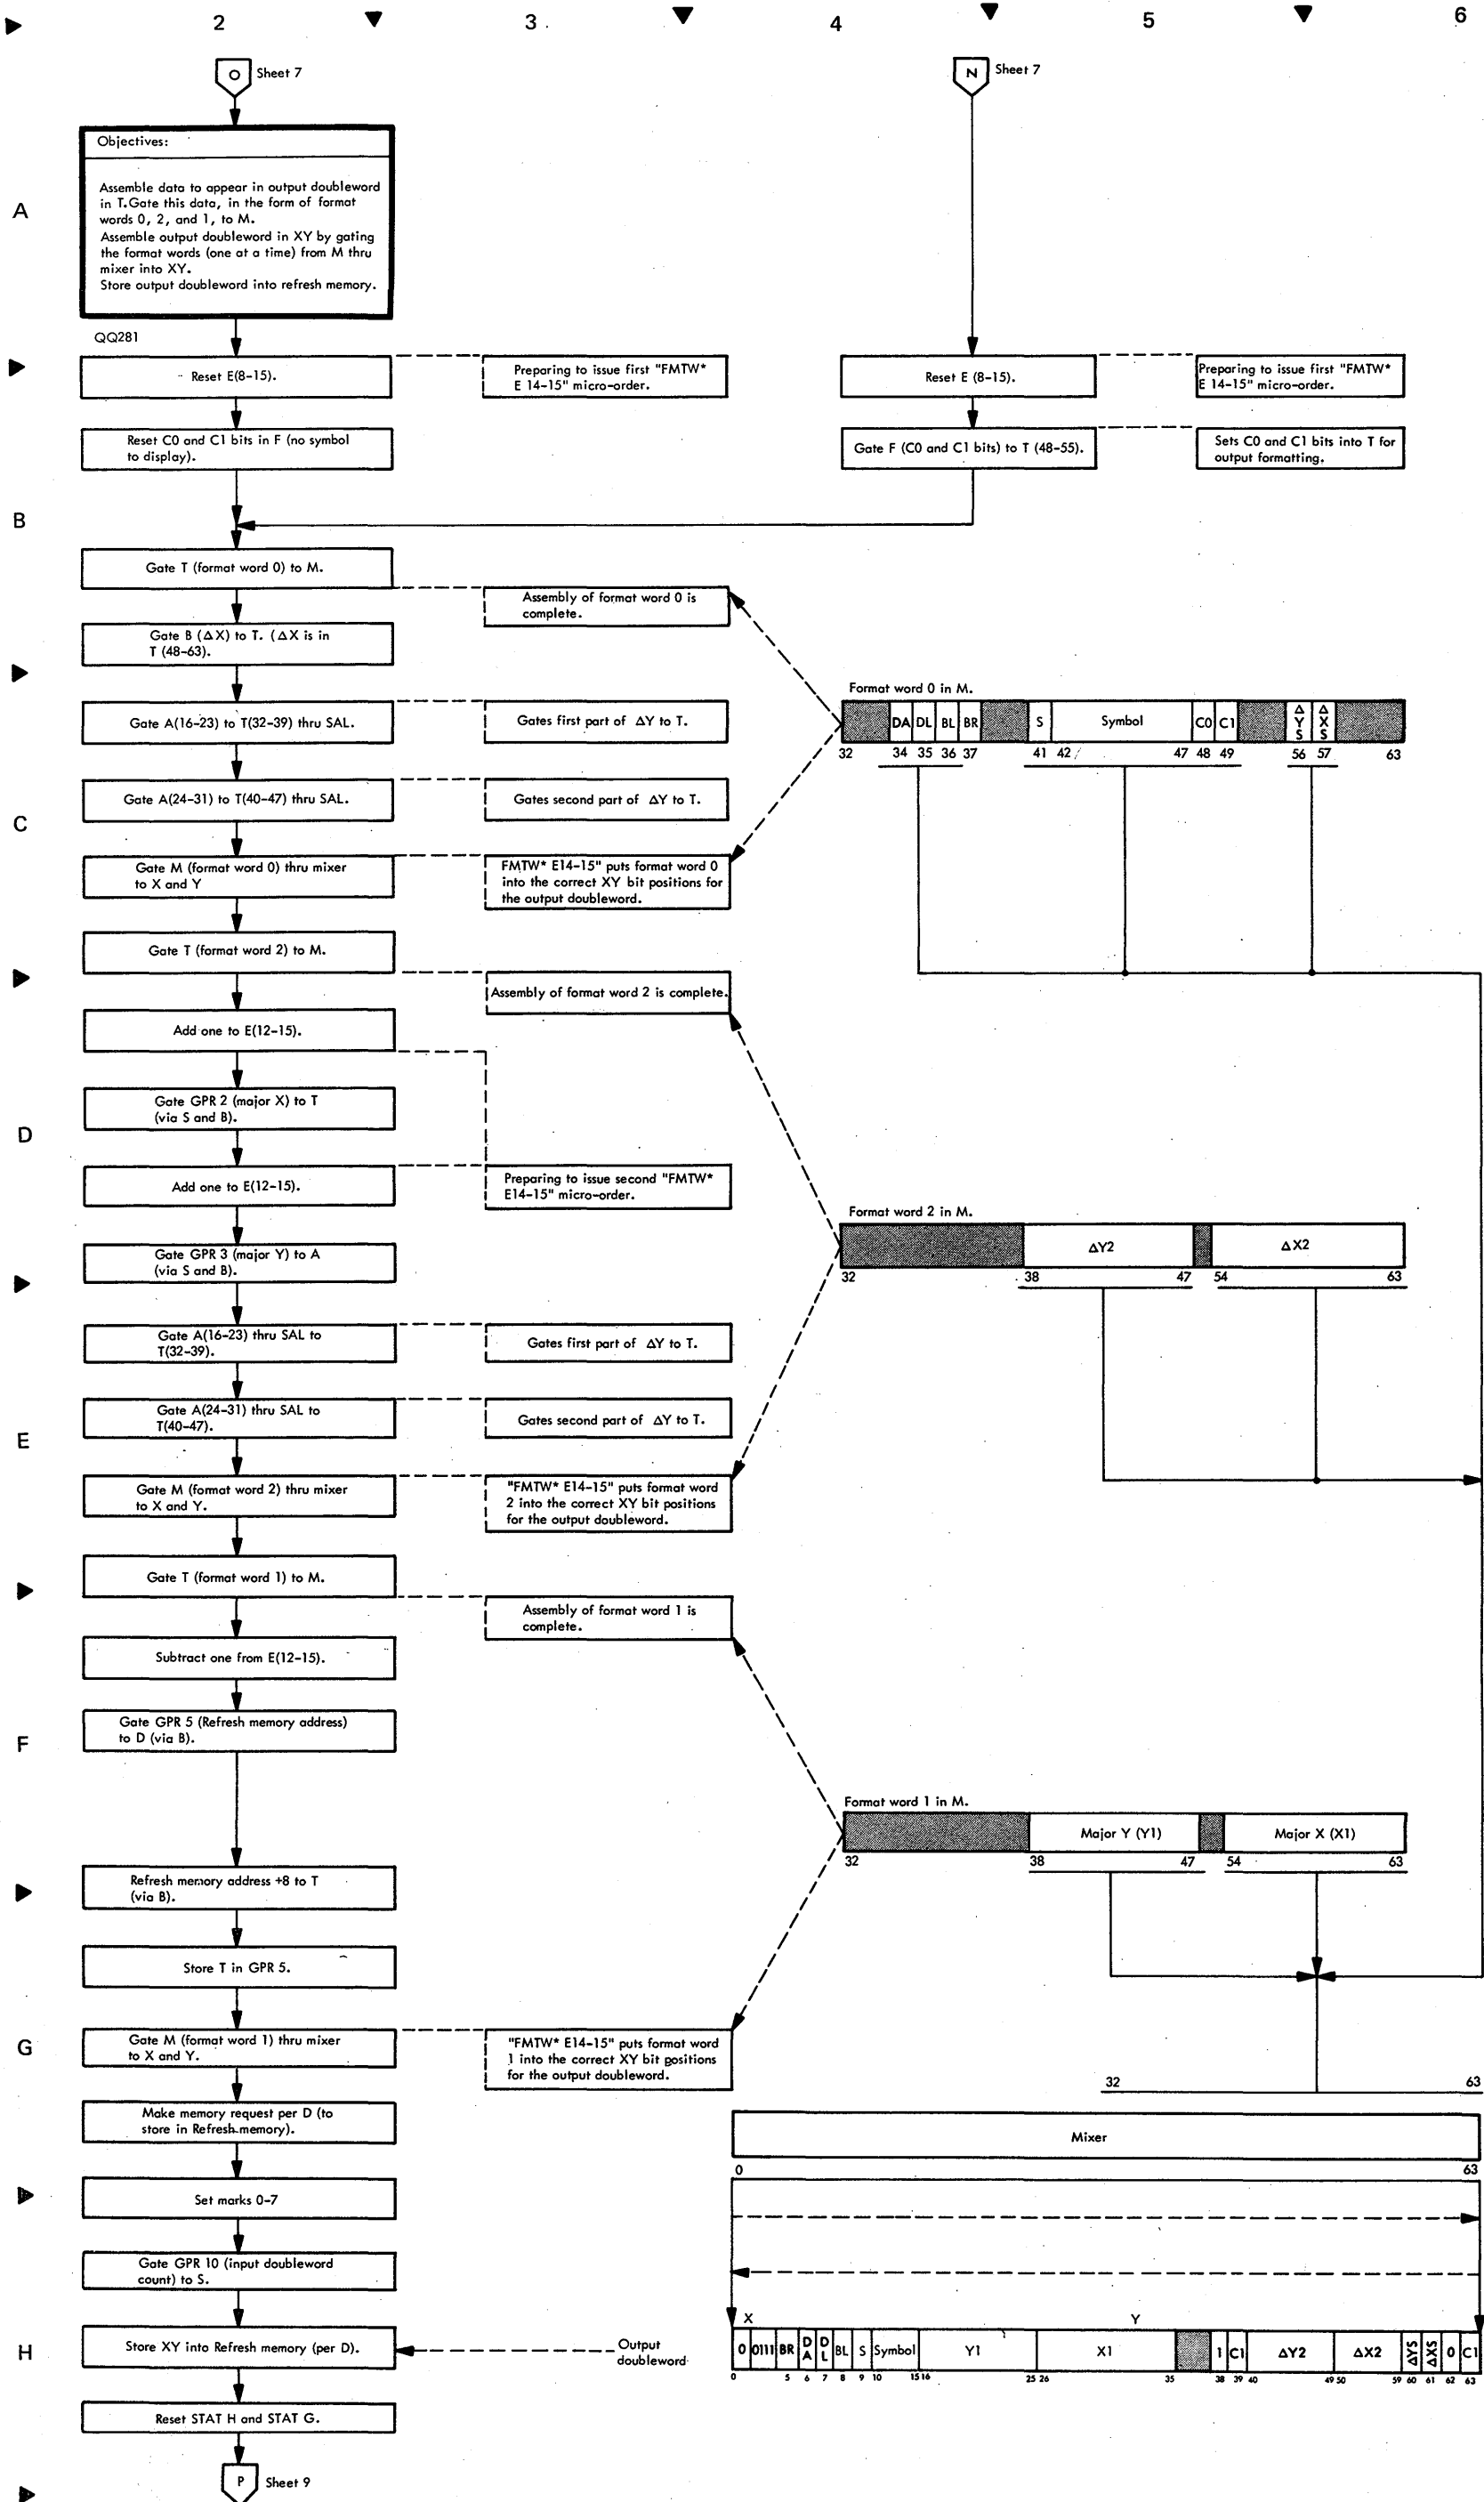 2 3 4 5 6
O Sheet 7
N Sheet 7
A
Objectives:
Assemble data to appear in output doubleword
in T. Gate this data, in the form of format
words 0, 2, and 1, to M.
Assemble output doubleword in XY by gating
the format words (one at a time) from M thru
mixer into XY.
Store output doubleword into refresh memory.
QQ281
Reset E(8-15).
Preparing to issue first "FMTW*
E 14-15" micro-order.
Reset E (8-15).
Preparing to issue first "FMTW*
E 14-15" micro-order.
Reset C0 and C1 bits in F (no symbol
to display).
Gate F (C0 and C1 bits) to T (48-55).
Sets C0 and C1 bits into T for
output formatting.
B
Gate T (format word 0) to M.
Assembly of format word 0 is
complete.
Gate B (ΔX) to T. (ΔX is in
T (48-63).
Gate A(16-23) to T(32-39) thru SAL.
Gates first part of ΔY to T.
Format word 0 in M.
DA DL BL BR S Symbol C0 C1 ΔYS ΔXS
32 34 35 36 37 41 42 47 48 49 56 57 63
Gate A(24-31) to T(40-47) thru SAL.
Gates second part of ΔY to T.
C
Gate M (format word 0) thru mixer
to X and Y
FMTW* E14-15" puts format word 0
into the correct XY bit positions for
the output doubleword.
Gate T (format word 2) to M.
Assembly of format word 2 is complete.
Add one to E(12-15).
Gate GPR 2 (major X) to T
(via S and B).
D
Add one to E(12-15).
Preparing to issue second "FMTW*
E14-15" micro-order.
Format word 2 in M.
ΔY2 ΔX2
32 38 47 54 63
Gate GPR 3 (major Y) to A
(via S and B).
Gate A(16-23) thru SAL to
T(32-39).
Gates first part of ΔY to T.
Gate A(24-31) thru SAL to
T(40-47).
Gates second part of ΔY to T.
E
Gate M (format word 2) thru mixer
to X and Y.
"FMTW* E14-15" puts format word
2 into the correct XY bit positions
for the output doubleword.
Gate T (format word 1) to M.
Assembly of format word 1 is
complete.
Subtract one from E(12-15).
Gate GPR 5 (Refresh memory address)
to D (via B).
F
Format word 1 in M.
Major Y (Y1) Major X (X1)
32 38 47 54 63
Refresh memory address +8 to T
(via B).
Store T in GPR 5.
G
Gate M (format word 1) thru mixer
to X and Y.
"FMTW* E14-15" puts format word
1 into the correct XY bit positions
for the output doubleword.
32 63
Make memory request per D (to
store in Refresh memory).
Mixer
0 63
Set marks 0-7
Gate GPR 10 (input doubleword
count) to S.
X Y
H
Store XY into Refresh memory (per D).
Output
doubleword
0 0111 BR DA DL BL S Symbol Y1 X1 1 C1 ΔY2 ΔX2 ΔYS ΔXS 0 C1
0 5 6 7 8 9 10 15 16 25 26 35 38 39 40 49 50 59 60 61 62 63
Reset STAT H and STAT G.
P Sheet 9